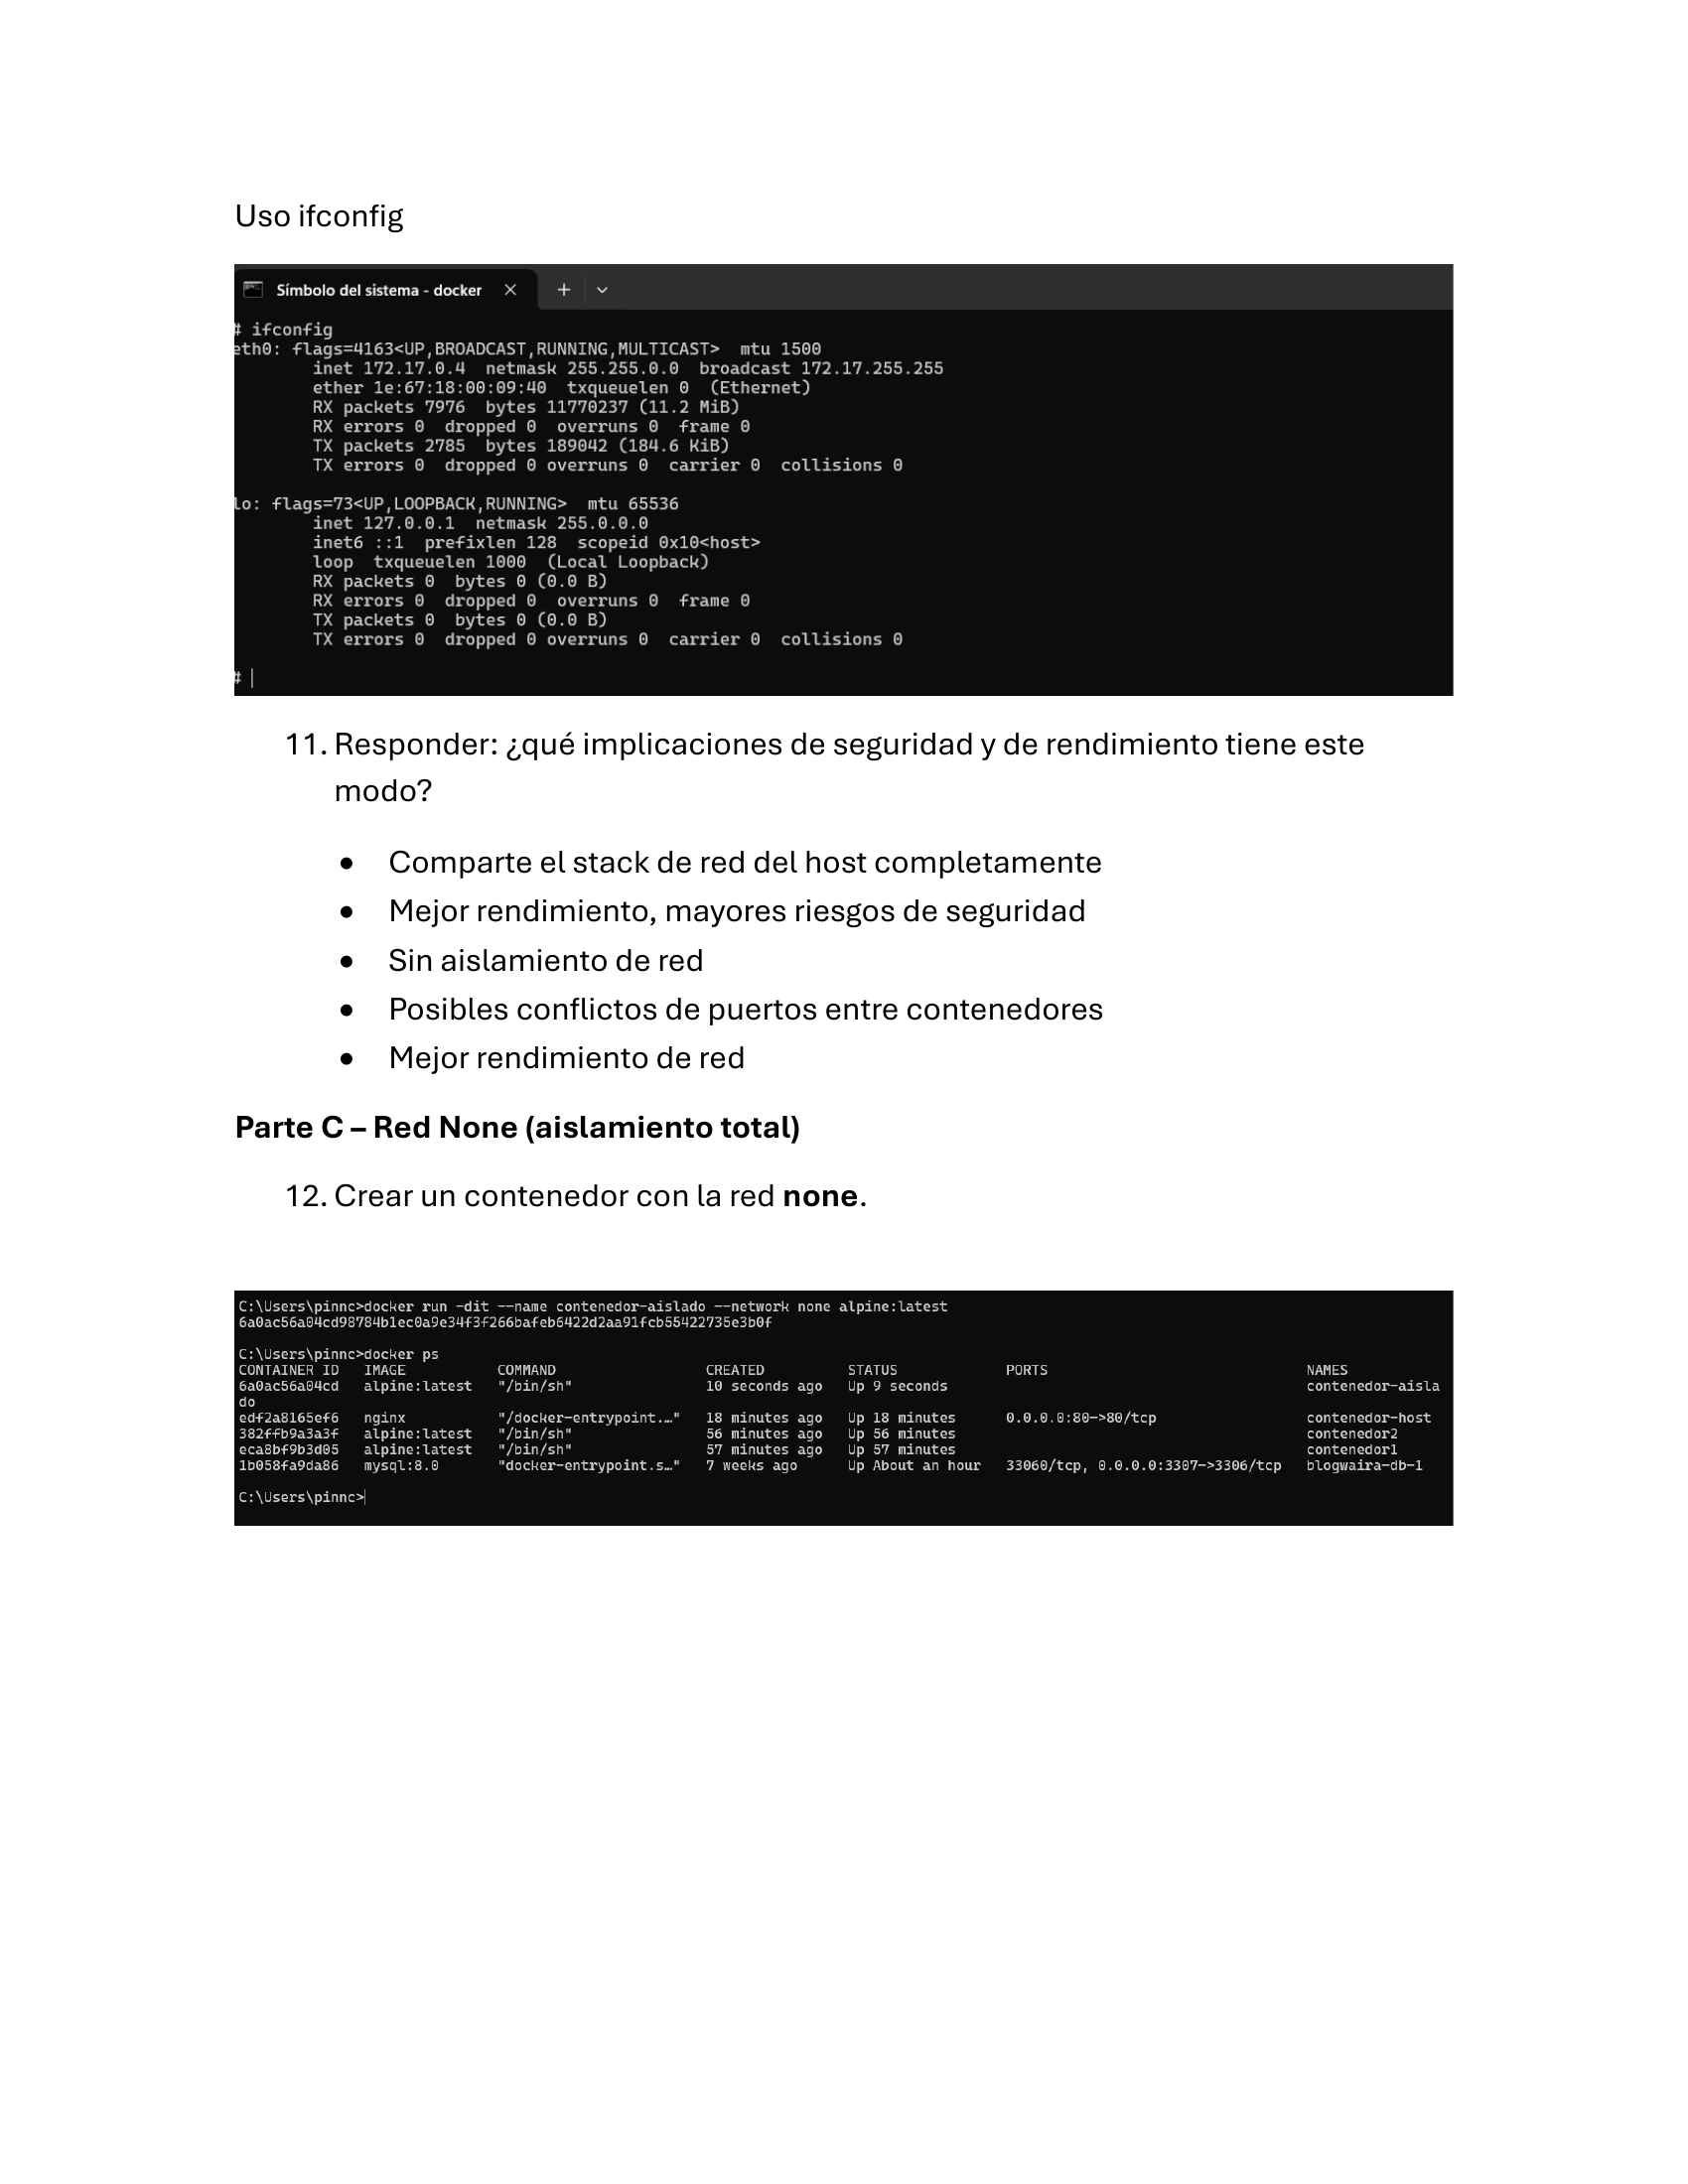 Uso ifconfig
Símbolo del sistema - docker
# ifconfig
eth0: flags=4163<UP,BROADCAST,RUNNING,MULTICAST>  mtu 1500
inet 172.17.0.4  netmask 255.255.0.0  broadcast 172.17.255.255
ether 1e:67:18:00:09:40  txqueuelen 0  (Ethernet)
RX packets 7976  bytes 11770237 (11.2 MiB)
RX errors 0  dropped 0  overruns 0  frame 0
TX packets 2785  bytes 189042 (184.6 KiB)
TX errors 0  dropped 0 overruns 0  carrier 0  collisions 0
lo: flags=73<UP,LOOPBACK,RUNNING>  mtu 65536
inet 127.0.0.1  netmask 255.0.0.0
inet6 ::1  prefixlen 128  scopeid 0x10<host>
loop  txqueuelen 1000  (Local Loopback)
RX packets 0  bytes 0 (0.0 B)
RX errors 0  dropped 0  overruns 0  frame 0
TX packets 0  bytes 0 (0.0 B)
TX errors 0  dropped 0 overruns 0  carrier 0  collisions 0
#
11. Responder: ¿qué implicaciones de seguridad y de rendimiento tiene este
modo?
• Comparte el stack de red del host completamente
• Mejor rendimiento, mayores riesgos de seguridad
• Sin aislamiento de red
• Posibles conflictos de puertos entre contenedores
• Mejor rendimiento de red
Parte C – Red None (aislamiento total)
12. Crear un contenedor con la red none.
C:\Users\pinnc>docker run -dit --name contenedor-aislado --network none alpine:latest
6a0ac56a04cd98784b1ec0a9e34f3f266bafeb6422d2aa91fcb55422735e3b0f
C:\Users\pinnc>docker ps
CONTAINER ID   IMAGE   COMMAND   CREATED   STATUS   PORTS   NAMES
6a0ac56a04cd   alpine:latest   "/bin/sh"   10 seconds ago   Up 9 seconds   contenedor-aisla
do
edf2a8165ef6   nginx   "/docker-entrypoint.…"   18 minutes ago   Up 18 minutes   0.0.0.0:80->80/tcp   contenedor-host
382ffb9a3a3f   alpine:latest   "/bin/sh"   56 minutes ago   Up 56 minutes   contenedor2
eca8bf9b3d05   alpine:latest   "/bin/sh"   57 minutes ago   Up 57 minutes   contenedor1
1b058fa9da86   mysql:8.0   "docker-entrypoint.s…"   7 weeks ago   Up About an hour   33060/tcp, 0.0.0.0:3307->3306/tcp   blogwaira-db-1
C:\Users\pinnc>